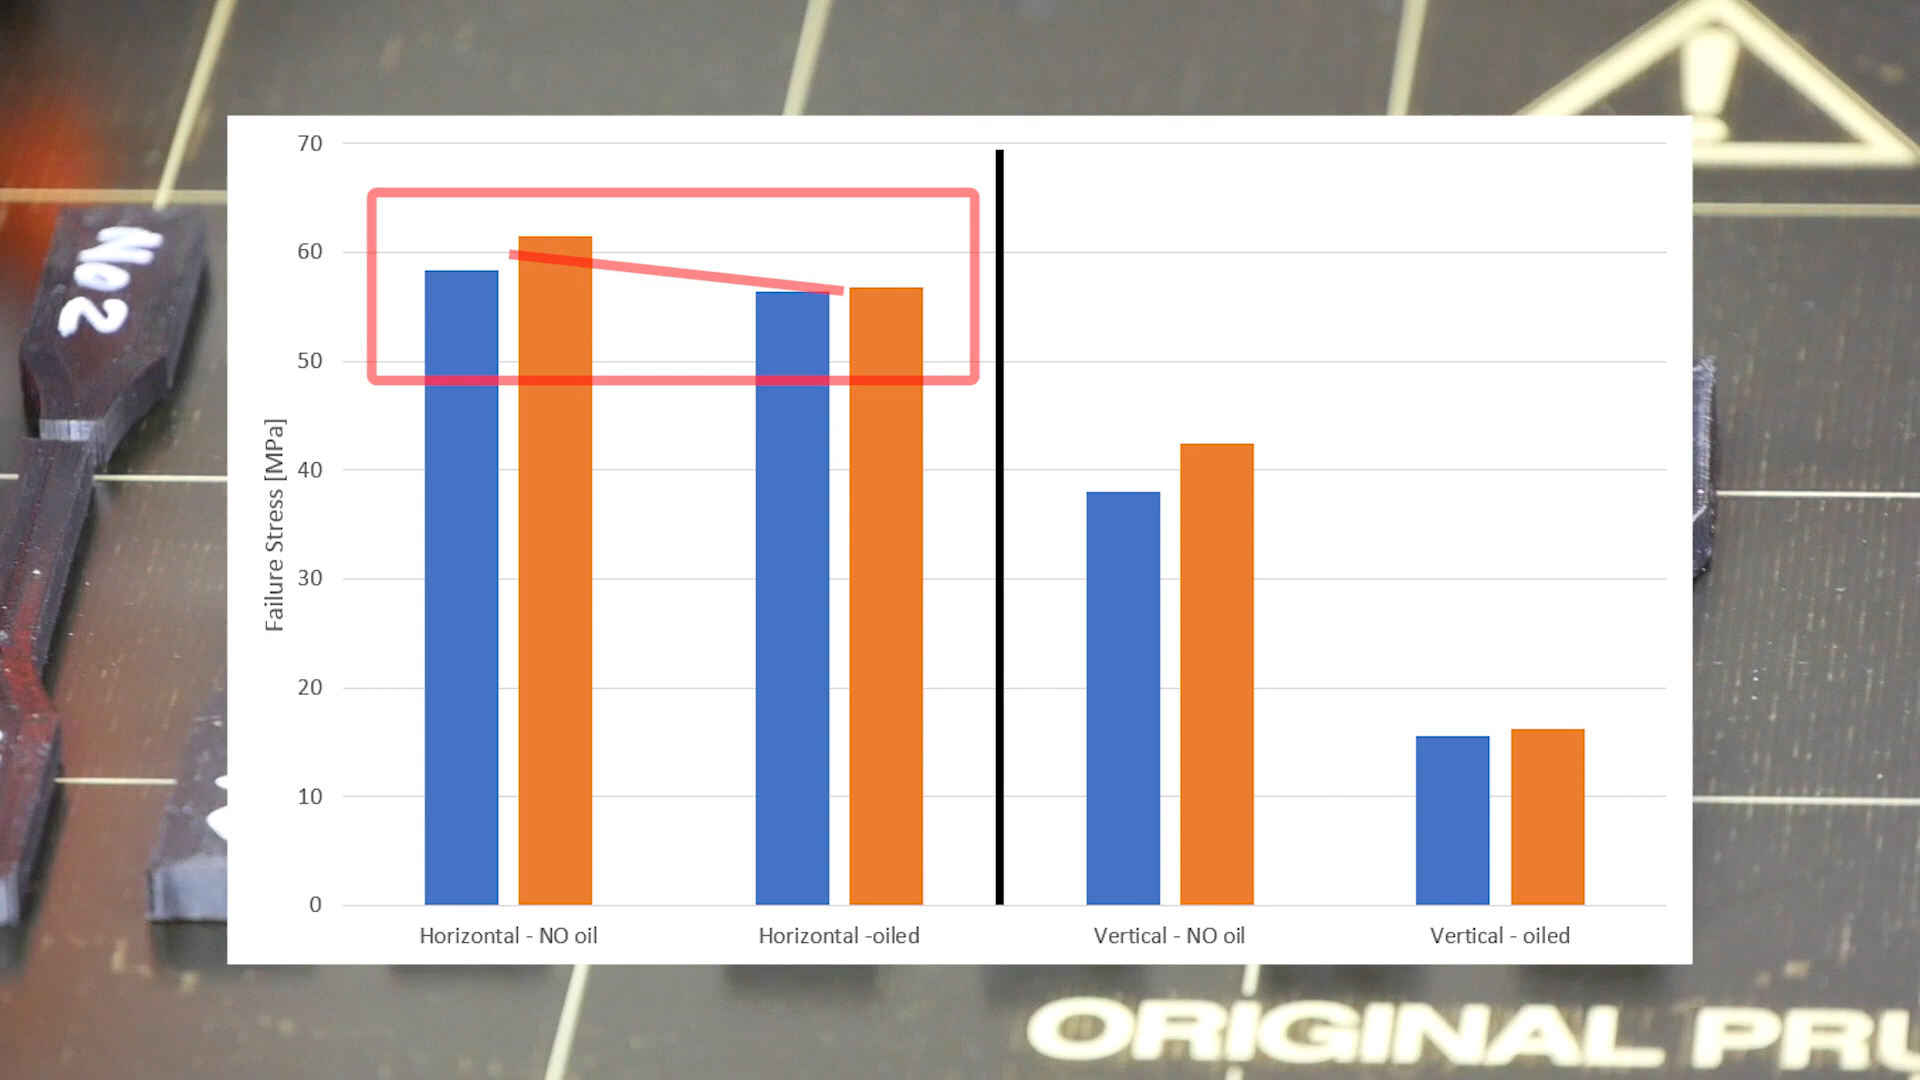 No2
70
60
50
40
30
20
10
0
Failure Stress [MPa]
Horizontal - NO oil
Horizontal -oiled
Vertical - NO oil
Vertical - oiled
ORIGINAL PRU